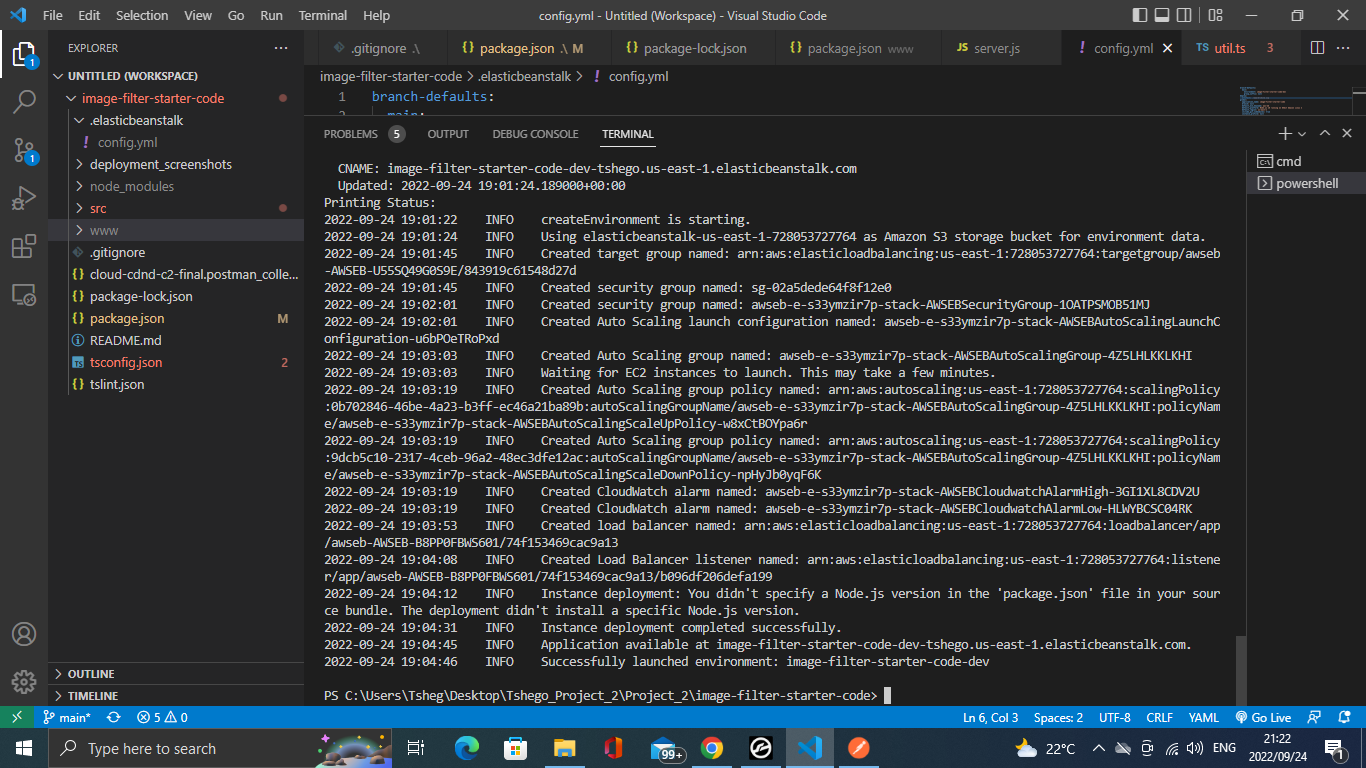 File Edit Selection View Go Run Terminal Help
config.yml - Untitled (Workspace) - Visual Studio Code
EXPLORER
.gitignore .\
{} package.json .\ M
{} package-lock.json
{} package.json www
JS server.js
! config.yml
TS util.ts 3
1
UNTITLED (WORKSPACE)
image-filter-starter-code
.elasticbeanstalk
! config.yml
deployment_screenshots
node_modules
src
www
.gitignore
{} cloud-cdnd-c2-final.postman_colle...
{} package-lock.json
{} package.json M
README.md
TS tsconfig.json 2
{} tslint.json
OUTLINE
TIMELINE
1
image-filter-starter-code > .elasticbeanstalk > ! config.yml
1 branch-defaults:
2 main:
PROBLEMS 5 OUTPUT DEBUG CONSOLE TERMINAL
cmd
powershell
CNAME: image-filter-starter-code-dev-tshego.us-east-1.elasticbeanstalk.com
Updated: 2022-09-24 19:01:24.189000+00:00
Printing Status:
2022-09-24 19:01:22 INFO createEnvironment is starting.
2022-09-24 19:01:24 INFO Using elasticbeanstalk-us-east-1-728053727764 as Amazon S3 storage bucket for environment data.
2022-09-24 19:01:45 INFO Created target group named: arn:aws:elasticloadbalancing:us-east-1:728053727764:targetgroup/awseb
-AWSEB-U55SQ49G0S9E/843919c61548d27d
2022-09-24 19:01:45 INFO Created security group named: sg-02a5dede64f8f12e0
2022-09-24 19:02:01 INFO Created security group named: awseb-e-s33ymzir7p-stack-AWSEBSecurityGroup-1OATPSMOB51MJ
2022-09-24 19:02:01 INFO Created Auto Scaling launch configuration named: awseb-e-s33ymzir7p-stack-AWSEBAutoScalingLaunchC
onfiguration-u6bPOeTRoPxd
2022-09-24 19:03:03 INFO Created Auto Scaling group named: awseb-e-s33ymzir7p-stack-AWSEBAutoScalingGroup-4Z5LHLKKLKHI
2022-09-24 19:03:03 INFO Waiting for EC2 instances to launch. This may take a few minutes.
2022-09-24 19:03:19 INFO Created Auto Scaling group policy named: arn:aws:autoscaling:us-east-1:728053727764:scalingPolicy
:0b702846-46be-4a23-b3ff-ec46a21ba89b:autoScalingGroupName/awseb-e-s33ymzir7p-stack-AWSEBAutoScalingGroup-4Z5LHLKKLKHI:policyNam
e/awseb-e-s33ymzir7p-stack-AWSEBAutoScalingScaleUpPolicy-w8xCtBOYpa6r
2022-09-24 19:03:19 INFO Created Auto Scaling group policy named: arn:aws:autoscaling:us-east-1:728053727764:scalingPolicy
:9dcb5c10-2317-4ceb-96a2-48ec3dfe12ac:autoScalingGroupName/awseb-e-s33ymzir7p-stack-AWSEBAutoScalingGroup-4Z5LHLKKLKHI:policyNam
e/awseb-e-s33ymzir7p-stack-AWSEBAutoScalingScaleDownPolicy-npHyJb0yqF6K
2022-09-24 19:03:19 INFO Created CloudWatch alarm named: awseb-e-s33ymzir7p-stack-AWSEBCloudwatchAlarmHigh-3GI1XL8CDV2U
2022-09-24 19:03:19 INFO Created CloudWatch alarm named: awseb-e-s33ymzir7p-stack-AWSEBCloudwatchAlarmLow-HLWYBCSC04RK
2022-09-24 19:03:53 INFO Created load balancer named: arn:aws:elasticloadbalancing:us-east-1:728053727764:loadbalancer/app
/awseb-AWSEB-B8PP0FBWS601/74f153469cac9a13
2022-09-24 19:04:08 INFO Created Load Balancer listener named: arn:aws:elasticloadbalancing:us-east-1:728053727764:listene
r/app/awseb-AWSEB-B8PP0FBWS601/74f153469cac9a13/b096df206defa199
2022-09-24 19:04:12 INFO Instance deployment: You didn't specify a Node.js version in the 'package.json' file in your sour
ce bundle. The deployment didn't install a specific Node.js version.
2022-09-24 19:04:31 INFO Instance deployment completed successfully.
2022-09-24 19:04:45 INFO Application available at image-filter-starter-code-dev-tshego.us-east-1.elasticbeanstalk.com.
2022-09-24 19:04:46 INFO Successfully launched environment: image-filter-starter-code-dev
PS C:\Users\Tsheg\Desktop\Tshego_Project_2\Project_2\image-filter-starter-code>
main* 5 0 Ln 6, Col 3 Spaces: 2 UTF-8 CRLF YAML Go Live
Type here to search
99+
22°C
ENG
21:22
2022/09/24
1